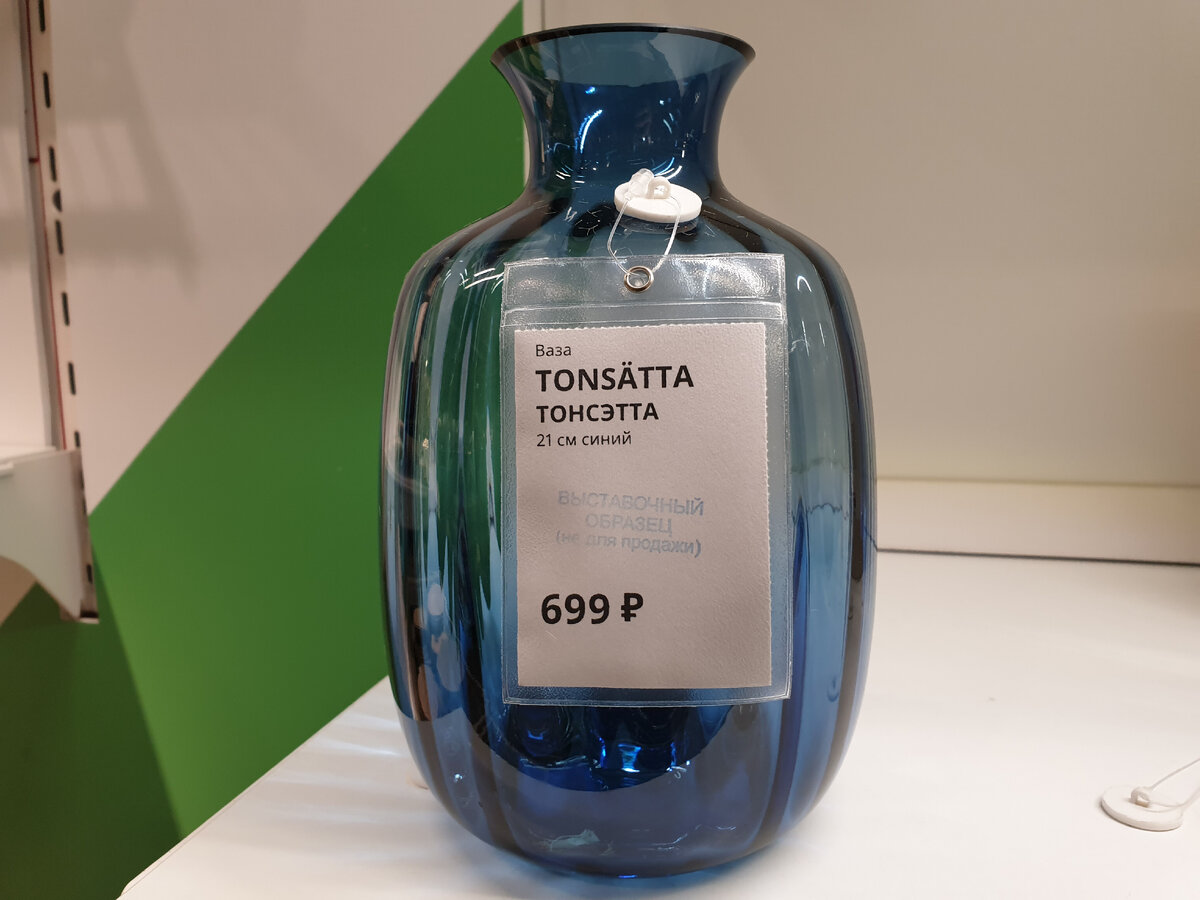 Ваза
TONSÄTTA
ТОНСЭТТА
21 см синий
ВЫСТАВОЧНЫЙ
ОБРАЗЕЦ
(не для продажи)
699 ₽